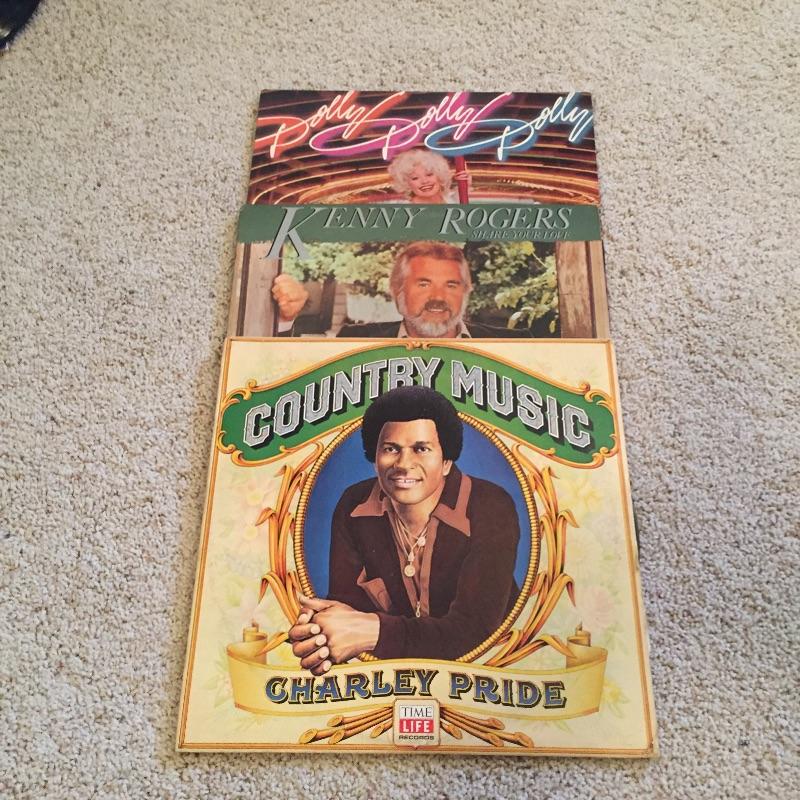 Dolly Dolly Dolly
KENNY ROGERS
SHARE YOUR LOVE
COUNTRY MUSIC
CHARLEY PRIDE
TIME
LIFE
RECORDS